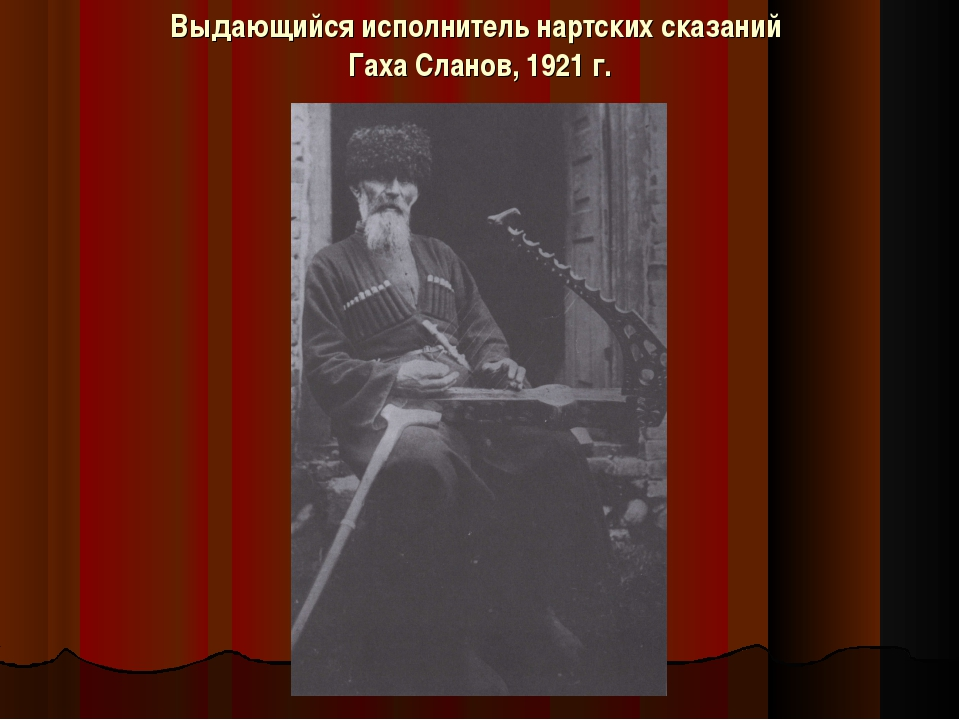 Выдающийся исполнитель нартских сказаний
Гаха Сланов, 1921 г.